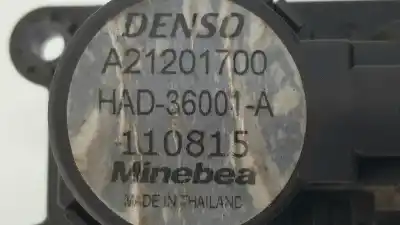 DENSO
A21201700
HAD-36001-A
110815
Minebea
MADE IN THAILAND